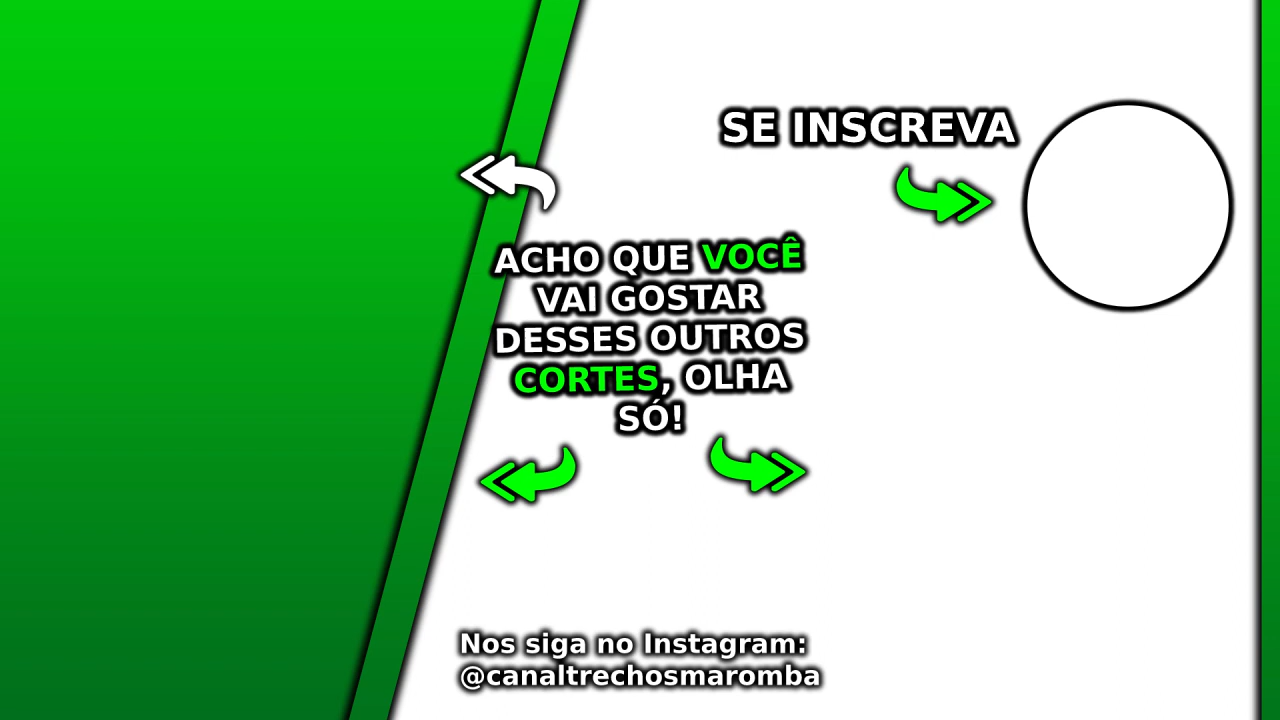 SE INSCREVA
ACHO QUE VOCÊ
VAI GOSTAR
DESSES OUTROS
CORTES, OLHA
SÓ!
Nos siga no Instagram:
@canaltrechosmaromba